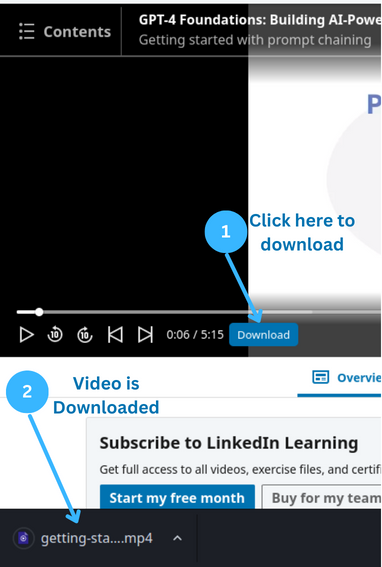 Contents
GPT-4 Foundations: Building AI-Powe
Getting started with prompt chaining
P
1
Click here to
download
10
10
0:06 / 5:15
Download
2
Video is
Downloaded
Overvie
Subscribe to LinkedIn Learning
Get full access to all videos, exercise files, and certifi
Start my free month
Buy for my team
getting-sta....mp4